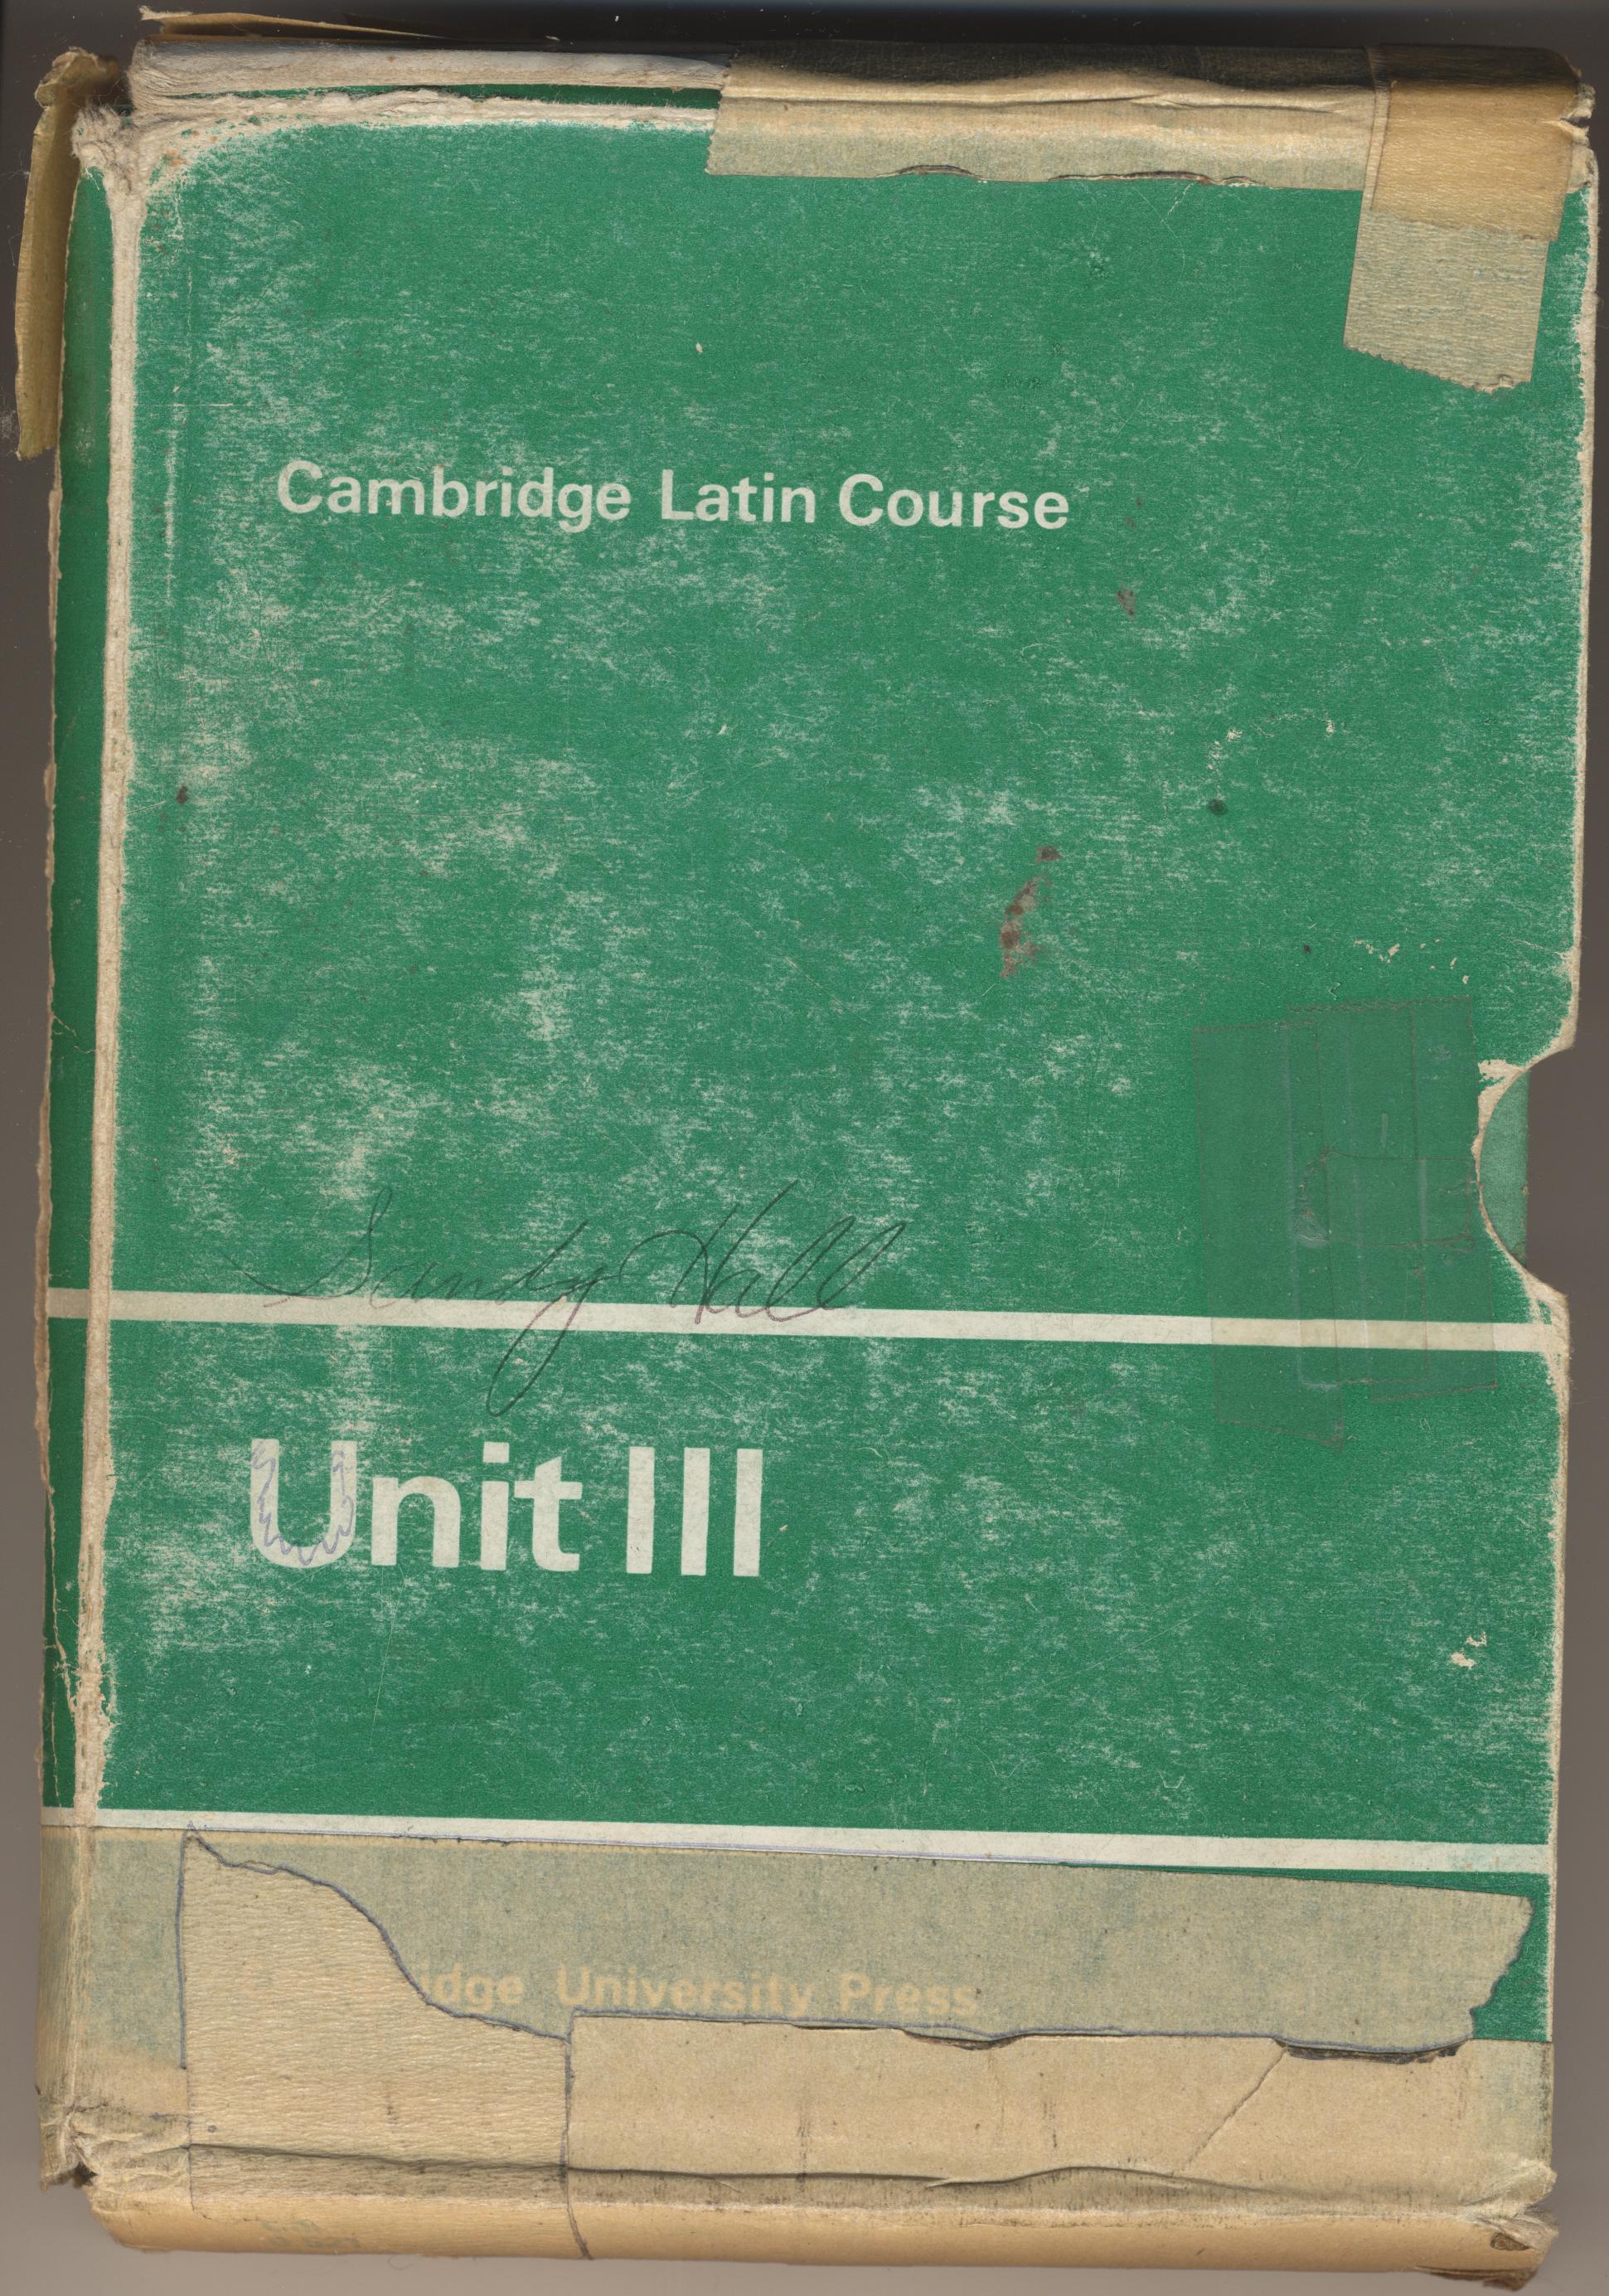 Cambridge Latin Course
Sandy Hall
Unit III
idge University Press